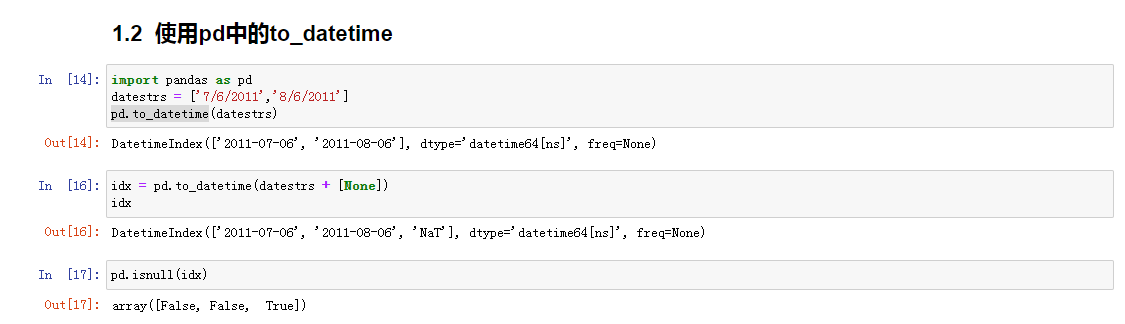 1.2 使用pd中的to_datetime
In [14]:
import pandas as pd
datestrs = ['7/6/2011','8/6/2011']
pd.to_datetime(datestrs)
Out[14]: DatetimeIndex(['2011-07-06', '2011-08-06'], dtype='datetime64[ns]', freq=None)
In [16]:
idx = pd.to_datetime(datestrs + [None])
idx
Out[16]: DatetimeIndex(['2011-07-06', '2011-08-06', 'NaT'], dtype='datetime64[ns]', freq=None)
In [17]: pd.isnull(idx)
Out[17]: array([False, False,  True])